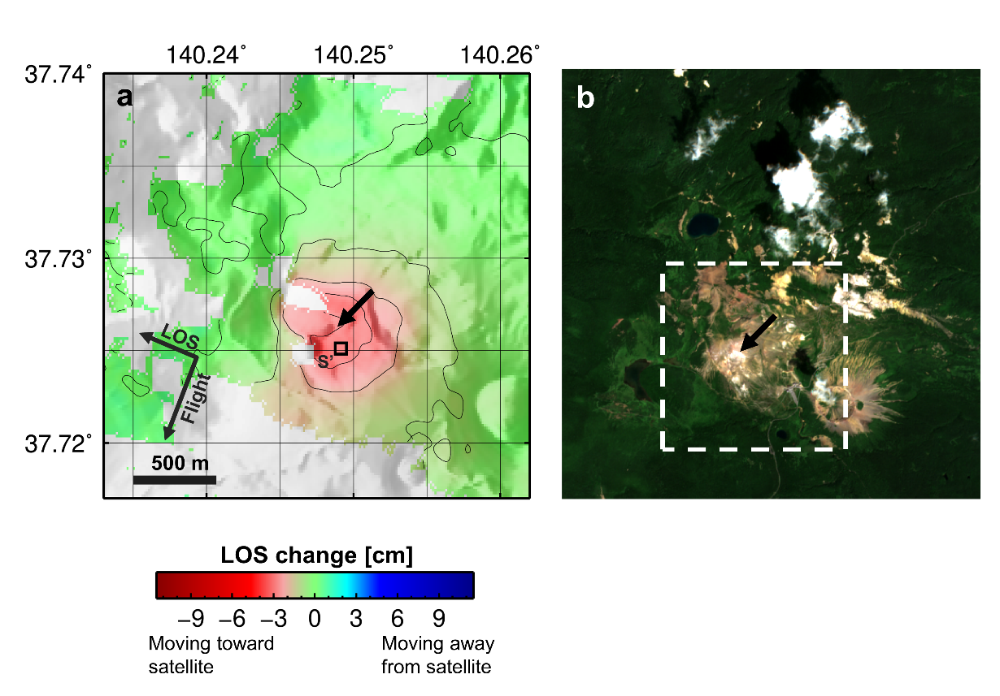 140.24° 140.25° 140.26°
37.74°
37.73°
37.72°
a
b
LOS
Flight
S'
500 m
LOS change [cm]
−9 −6 −3 0 3 6 9
Moving toward
satellite
Moving away
from satellite